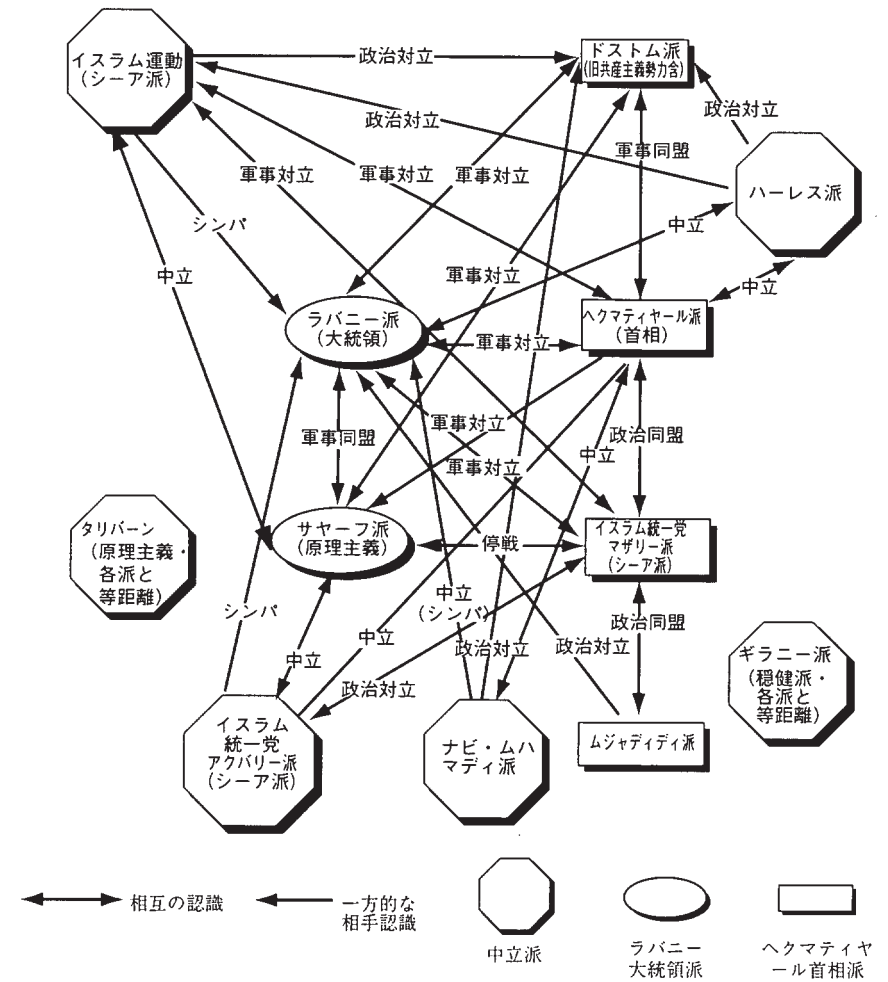 イスラム運動
(シーア派)
政治対立
ドストム派
(旧共産主義勢力含)
政治対立
政治対立
軍事同盟
軍事対立
軍事対立
軍事対立
ハーレス派
シンパ
中立
中立
軍事対立
中立
ラバニー派
(大統領)
ヘクマティヤール派
(首相)
軍事対立
軍事対立
軍事同盟
政治同盟
中立
軍事対立
タリバーン
(原理主義・
各派と
等距離)
サヤーフ派
(原理主義)
停戦
イスラム統一党
マザリー派
(シーア派)
シンパ
中立
(シンパ)
中立
政治同盟
政治対立
政治対立
中立
政治対立
ギラニー派
(穏健派・
各派と
等距離)
イスラム
統一党
アクバリー派
(シーア派)
ナビ・ムハ
マディ派
ムジャディディ派
相互の認識
一方的な
相手認識
中立派
ラバニー
大統領派
ヘクマティヤ
ール首相派